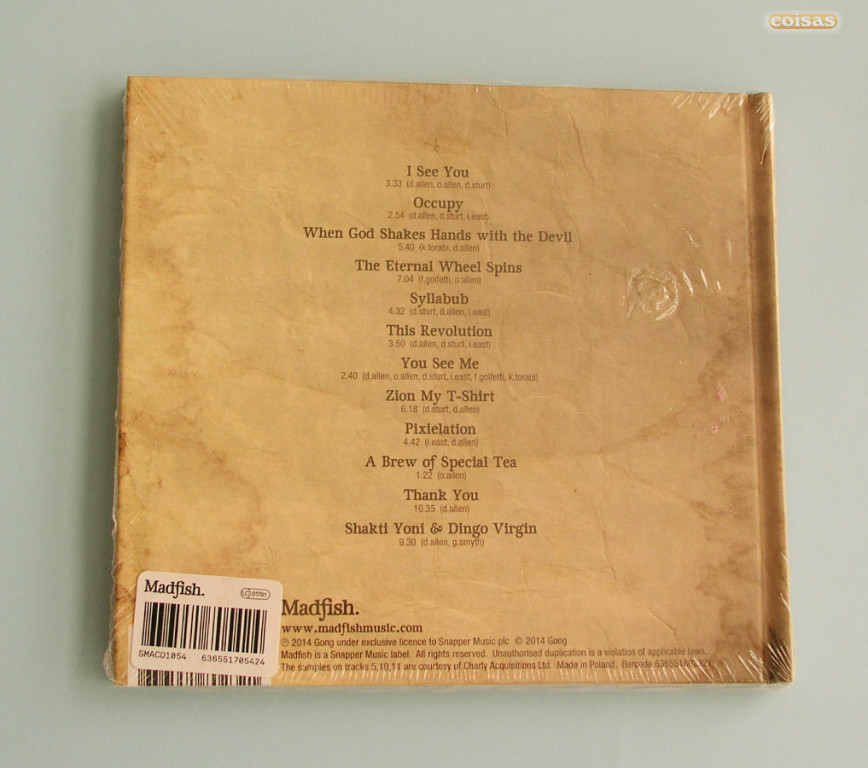 coisas
I See You
3.33 (d.allen, o.allen, d.sturt)
Occupy
2.54 (d.allen, d.sturt, i.east)
When God Shakes Hands with the Devil
5.40 (k.torabi, d.allen)
The Eternal Wheel Spins
7.04 (f.golfetti, o.allen)
Syllabub
4.32 (d.sturt, d.allen, i.east)
This Revolution
3.50 (d.allen, d.sturt, i.east)
You See Me
2.40 (d.allen, o.allen, d.sturt, i.east, f.golfetti, k.torabi)
Zion My T-Shirt
6.18 (d.sturt, d.allen)
Pixielation
4.42 (i.east, d.allen)
A Brew of Special Tea
1.22 (o.allen)
Thank You
10.35 (d.allen)
Shakti Yoni & Dingo Virgin
9.30 (d.allen, g.smyth)
Madfish.
SMACD1054 636551705424
Madfish.
www.madfishmusic.com
℗ 2014 Gong under exclusive licence to Snapper Music plc © 2014 Gong
Madfish is a Snapper Music label. All rights reserved. Unauthorised duplication is a violation of applicable laws.
The samples on tracks 5,10,11 are courtesy of Charly Acquisitions Ltd. Made in Poland. Barcode